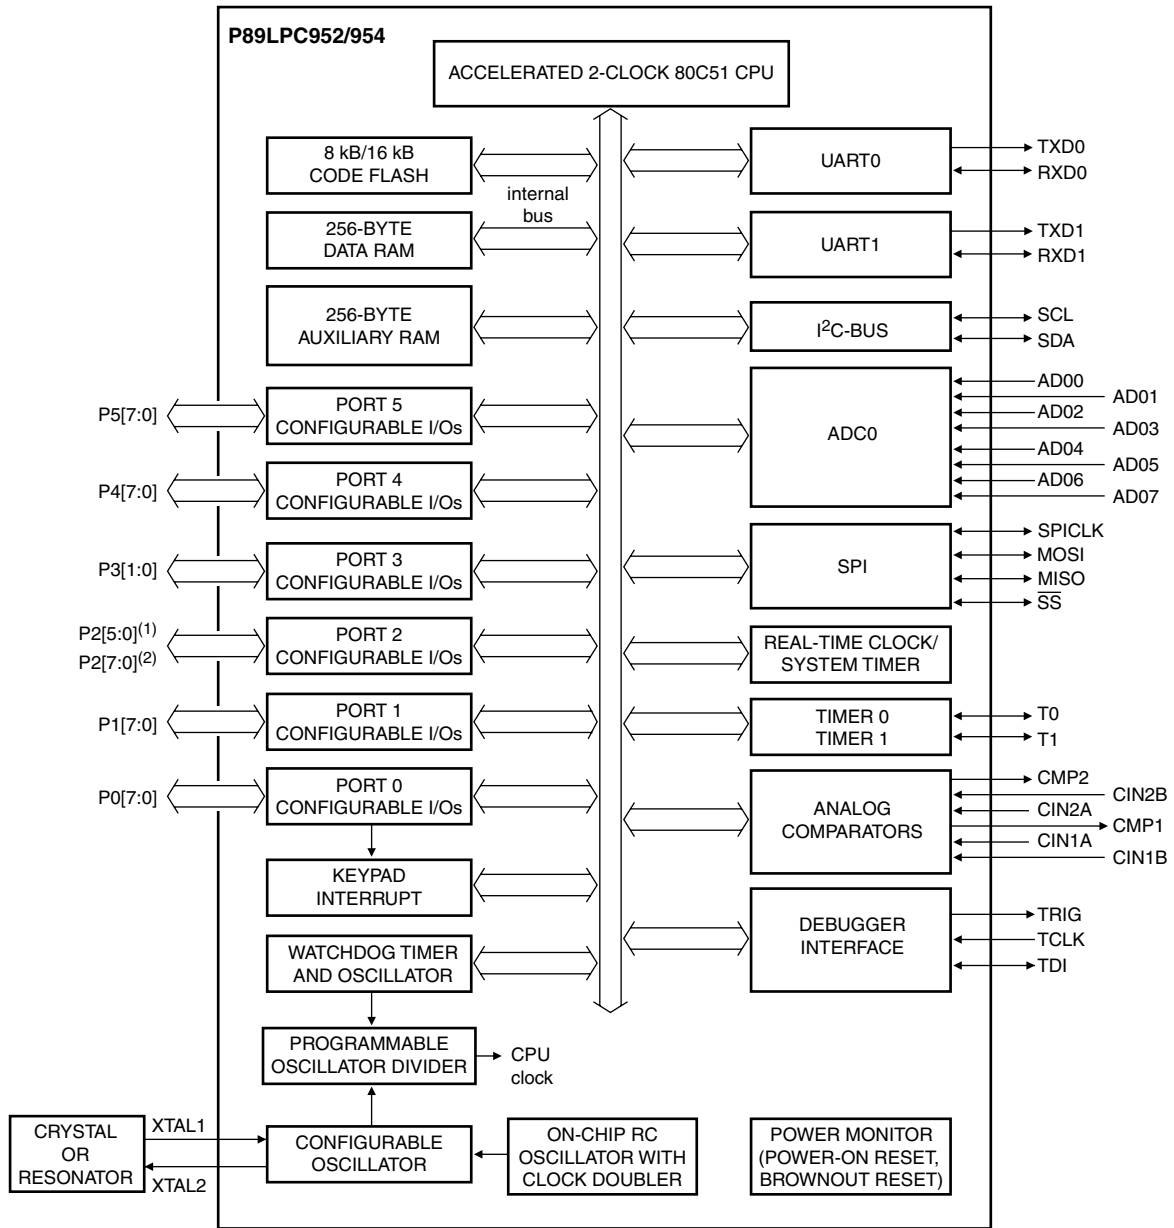 P89LPC952/954
ACCELERATED 2-CLOCK 80C51 CPU
8 kB/16 kB
CODE FLASH
internal
bus
256-BYTE
DATA RAM
256-BYTE
AUXILIARY RAM
P5[7:0]
PORT 5
CONFIGURABLE I/Os
P4[7:0]
PORT 4
CONFIGURABLE I/Os
P3[1:0]
PORT 3
CONFIGURABLE I/Os
P2[5:0](1)
P2[7:0](2)
PORT 2
CONFIGURABLE I/Os
P1[7:0]
PORT 1
CONFIGURABLE I/Os
P0[7:0]
PORT 0
CONFIGURABLE I/Os
KEYPAD
INTERRUPT
WATCHDOG TIMER
AND OSCILLATOR
PROGRAMMABLE
OSCILLATOR DIVIDER
CPU
clock
CRYSTAL
OR
RESONATOR
XTAL1
XTAL2
CONFIGURABLE
OSCILLATOR
ON-CHIP RC
OSCILLATOR WITH
CLOCK DOUBLER
UART0
TXD0
RXD0
UART1
TXD1
RXD1
I2C-BUS
SCL
SDA
ADC0
AD00
AD01
AD02
AD03
AD04
AD05
AD06
AD07
SPI
SPICLK
MOSI
MISO
SS
REAL-TIME CLOCK/
SYSTEM TIMER
TIMER 0
TIMER 1
T0
T1
ANALOG
COMPARATORS
CMP2
CIN2B
CIN2A
CMP1
CIN1A
CIN1B
DEBUGGER
INTERFACE
TRIG
TCLK
TDI
POWER MONITOR
(POWER-ON RESET,
BROWNOUT RESET)